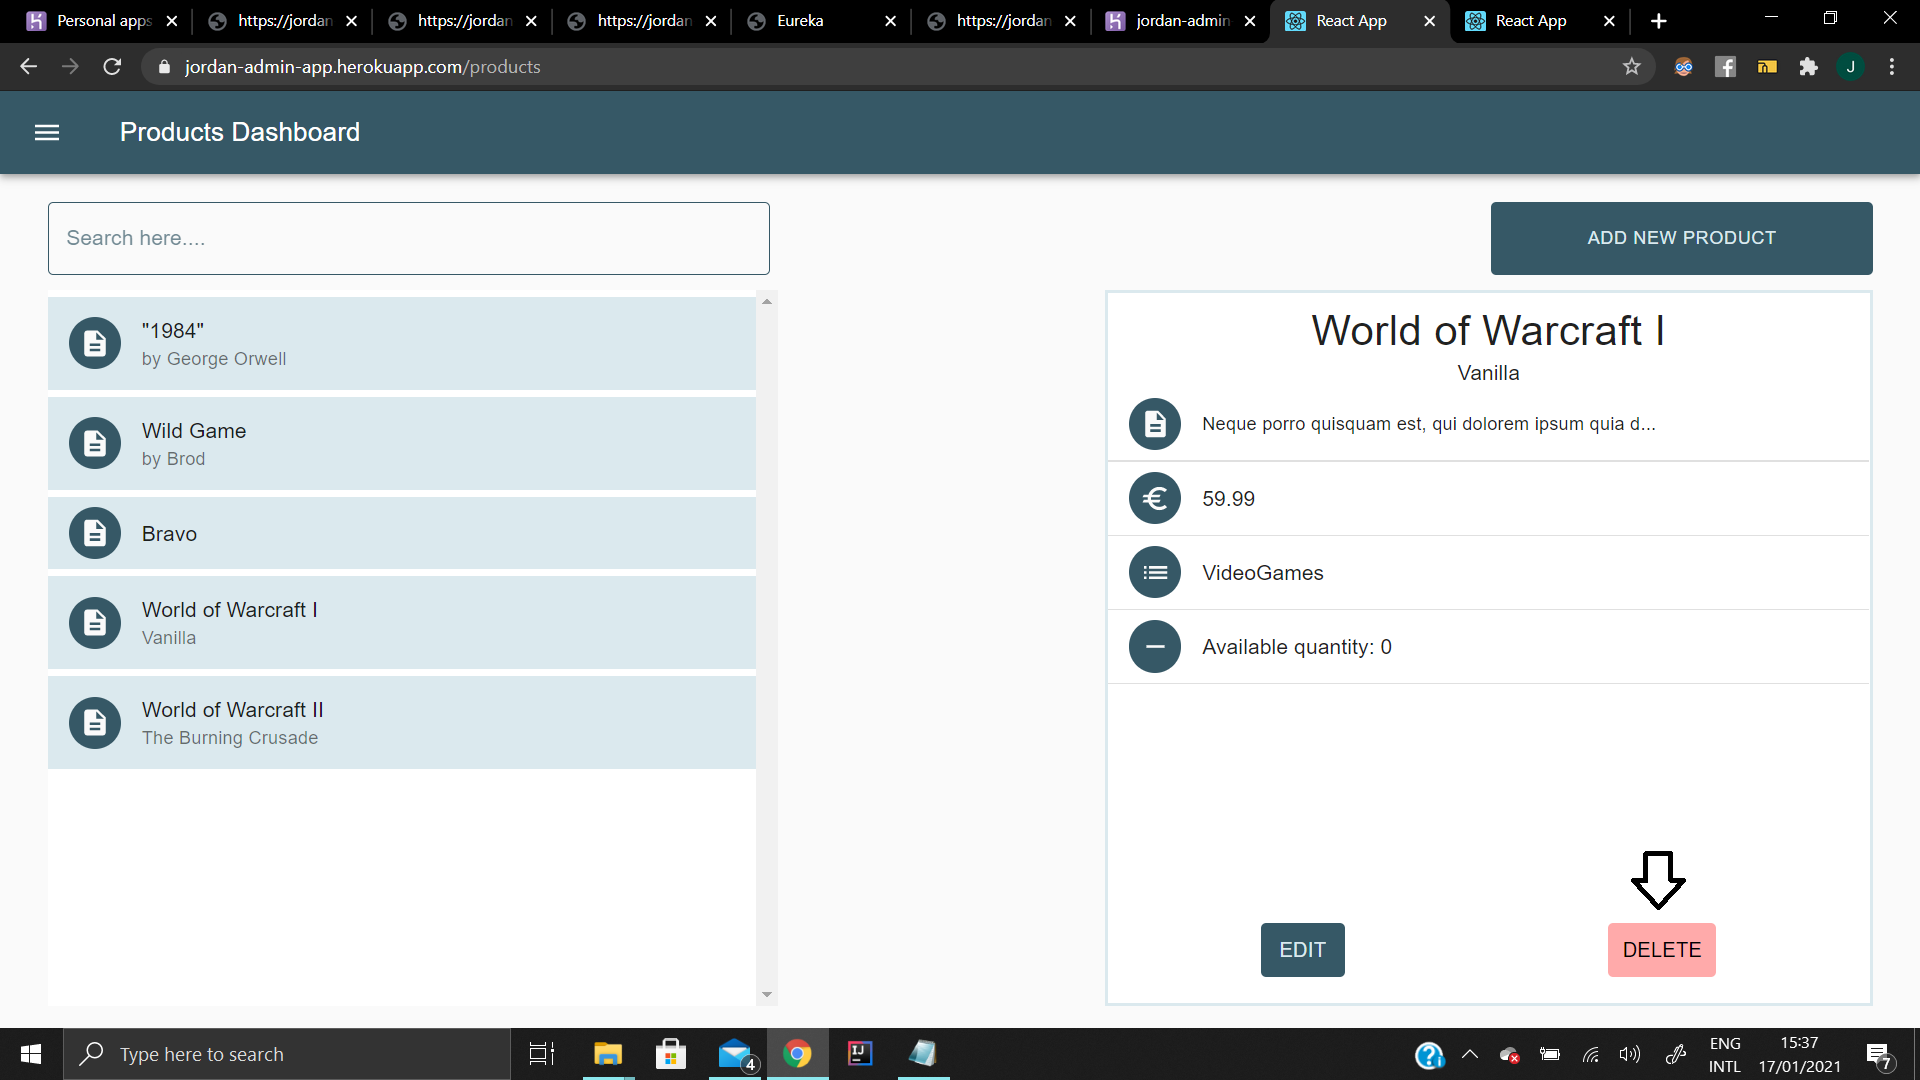 Personal apps
https://jordan
https://jordan
https://jordan
Eureka
https://jordan
jordan-admin
React App
React App
jordan-admin-app.herokuapp.com/products
J
Products Dashboard
Search here....
ADD NEW PRODUCT
"1984"
by George Orwell
Wild Game
by Brod
Bravo
World of Warcraft I
Vanilla
World of Warcraft II
The Burning Crusade
World of Warcraft I
Vanilla
Neque porro quisquam est, qui dolorem ipsum quia d...
€
59.99
VideoGames
Available quantity: 0
EDIT
DELETE
Type here to search
4
IJ
ENG
INTL
15:37
17/01/2021
7